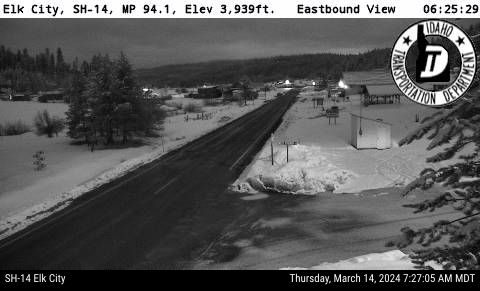 Elk City, SH-14, MP 94.1, Elev 3,939ft.   Eastbound View   06:25:29
IDAHO
TRANSPORTATION DEPARTMENT
SH-14 Elk City   Thursday, March 14, 2024 7:27:05 AM MDT